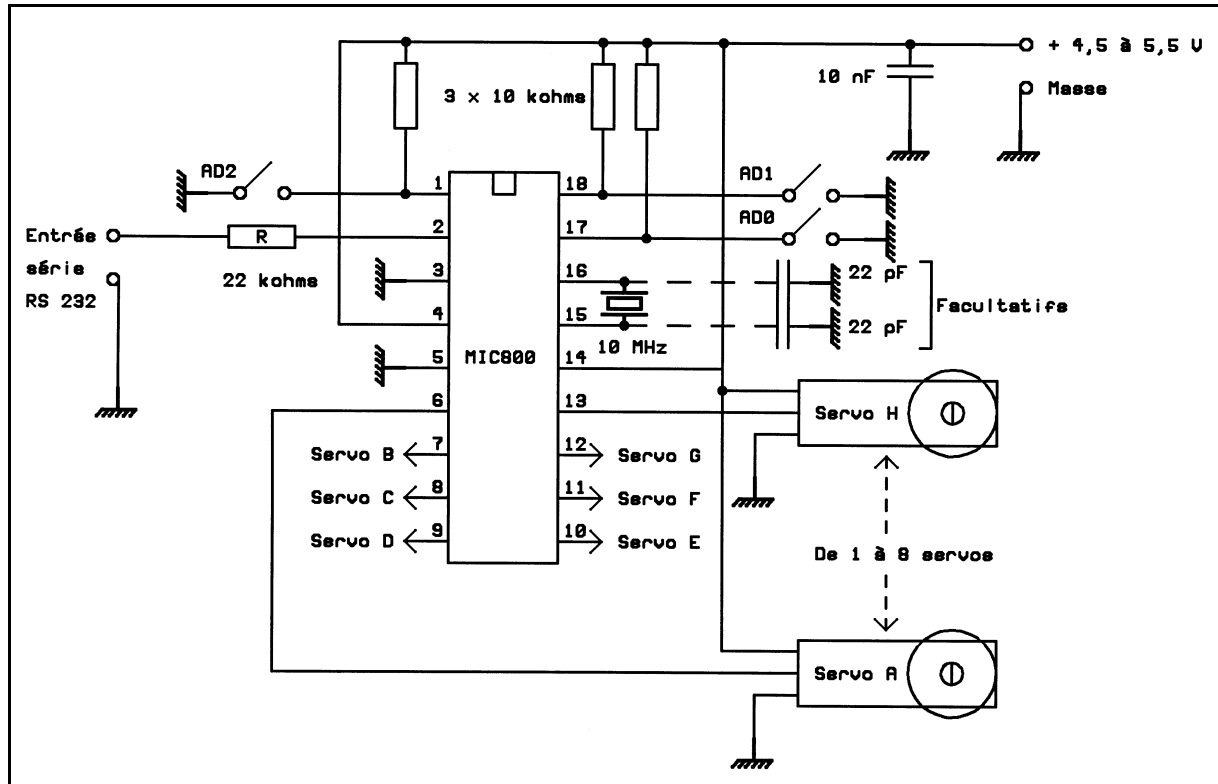 + 4,5 à 5,5 V
10 nF
Masse
3 x 10 kohms
AD2
AD1
AD0
1
18
2
17
Entrée
série
RS 232
R
22 kohms
3
16
22 pF
Facultatifs
4
15
22 pF
10 MHz
MIC800
5
14
6
13
Servo H
Servo B
7
12
Servo G
Servo C
8
11
Servo F
Servo D
9
10
Servo E
De 1 à 8 servos
Servo A